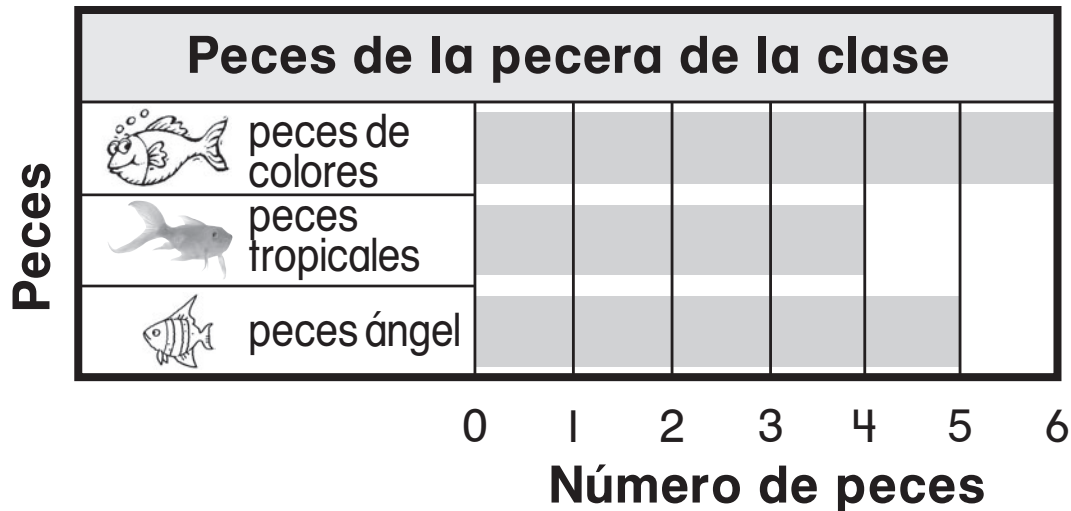 Peces de la pecera de la clase
Peces
peces de
colores
peces
tropicales
peces ángel
0 1 2 3 4 5 6
Número de peces